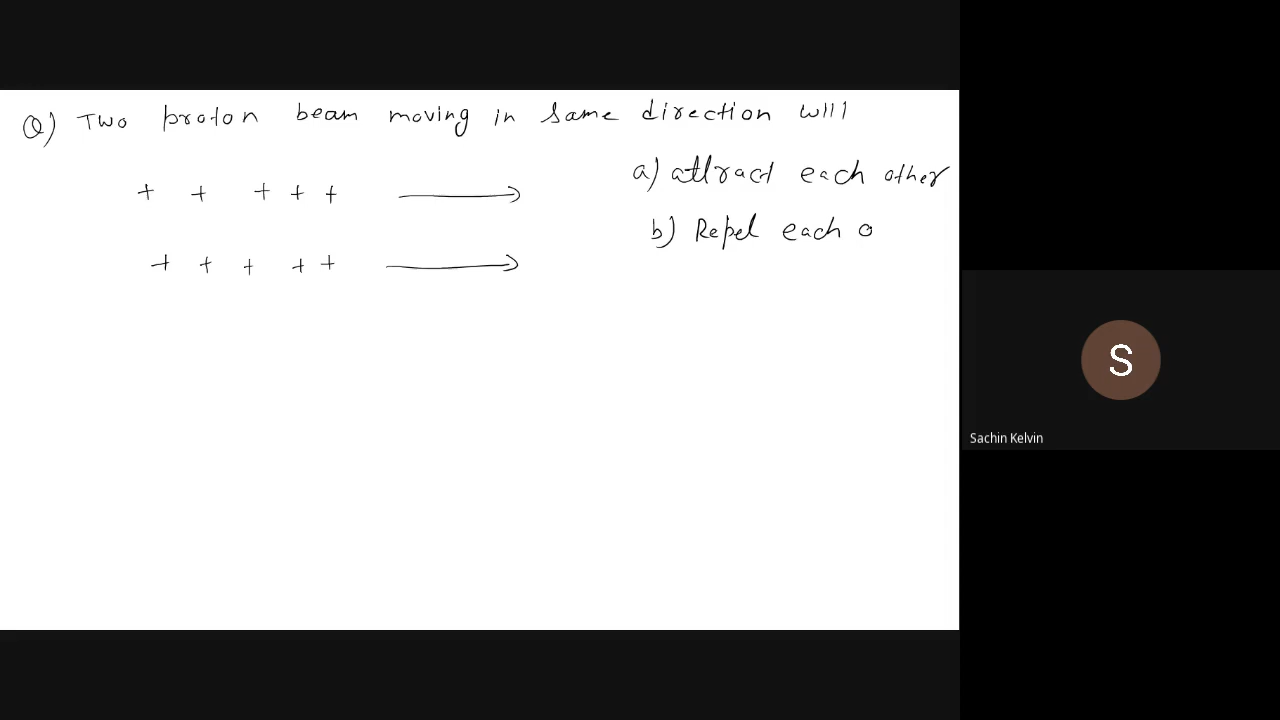 Q) Two proton beam moving in same direction will
a) attract each other
b) Repel each o
+ + + + +
+ + + + +
S
Sachin Kelvin